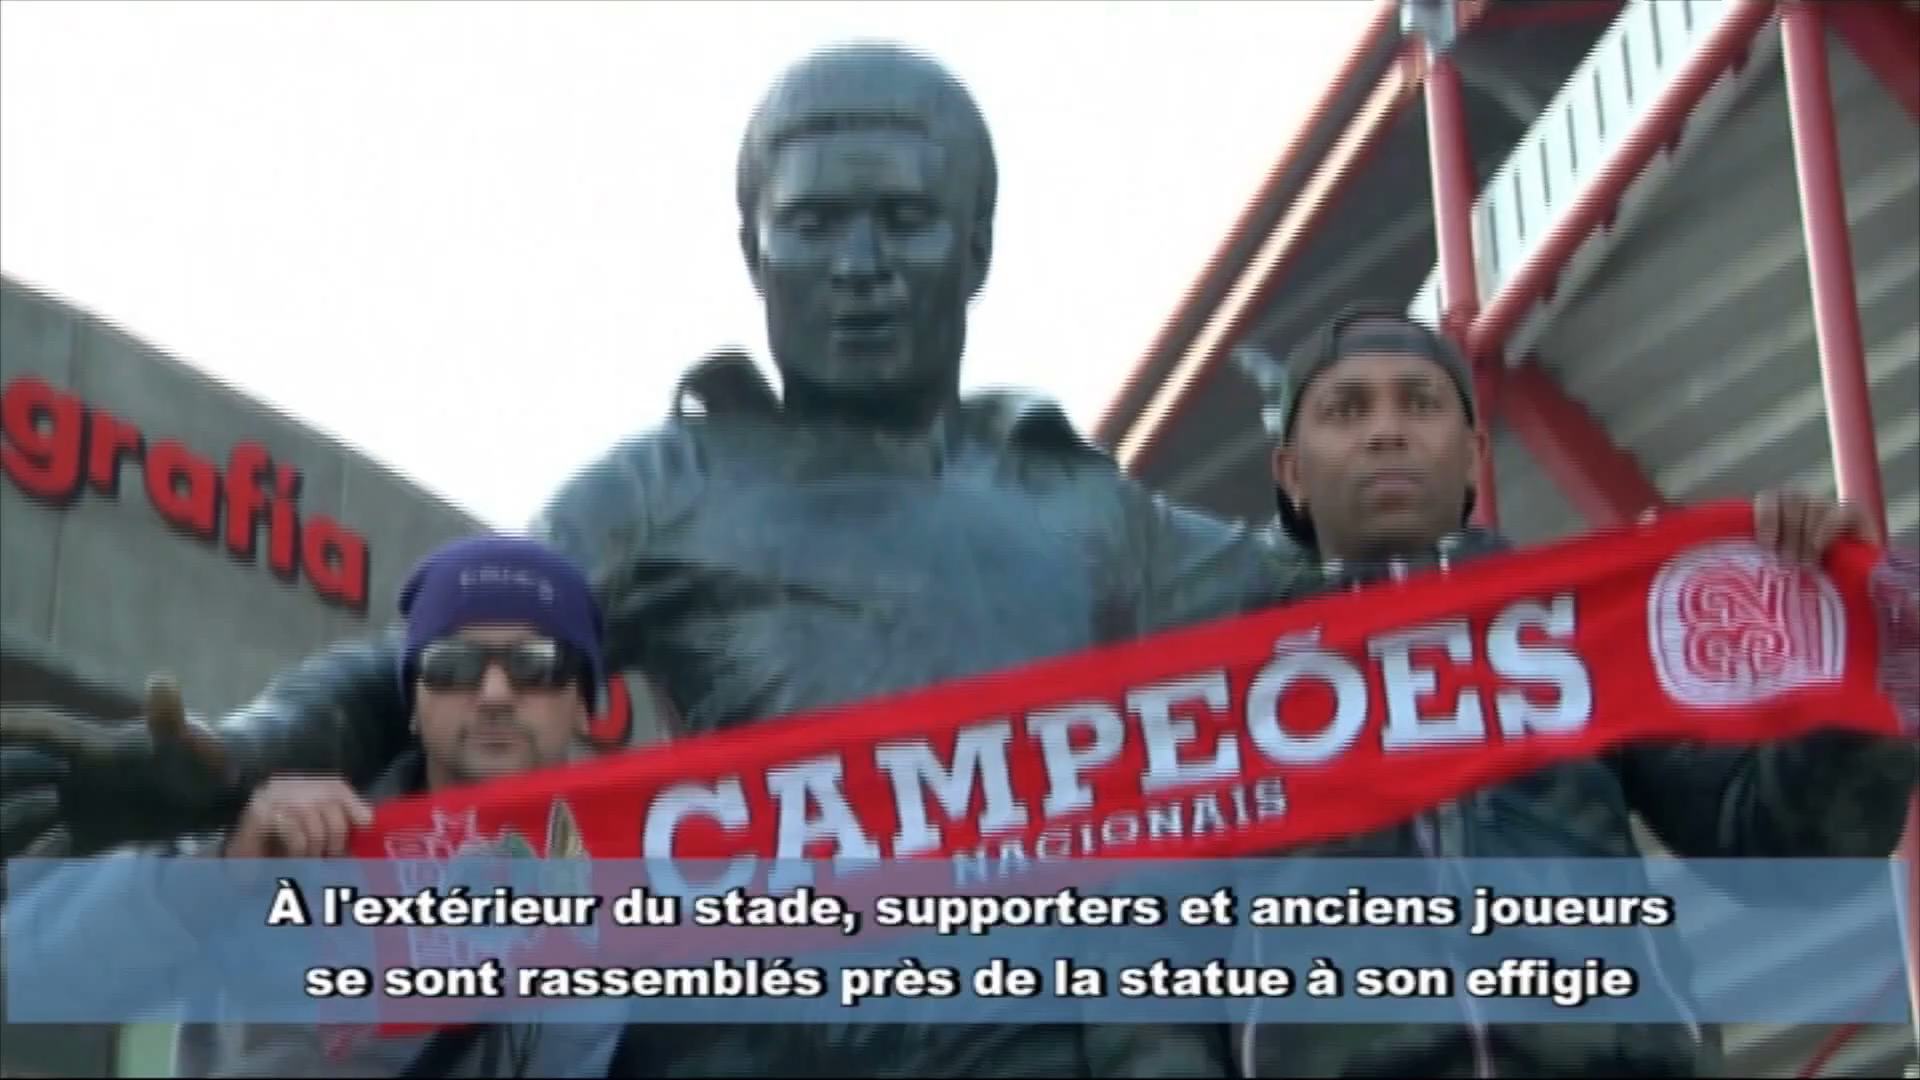 grafia
CAMPEÕES
NACIONAIS
À l'extérieur du stade, supporters et anciens joueurs
se sont rassemblés près de la statue à son effigie